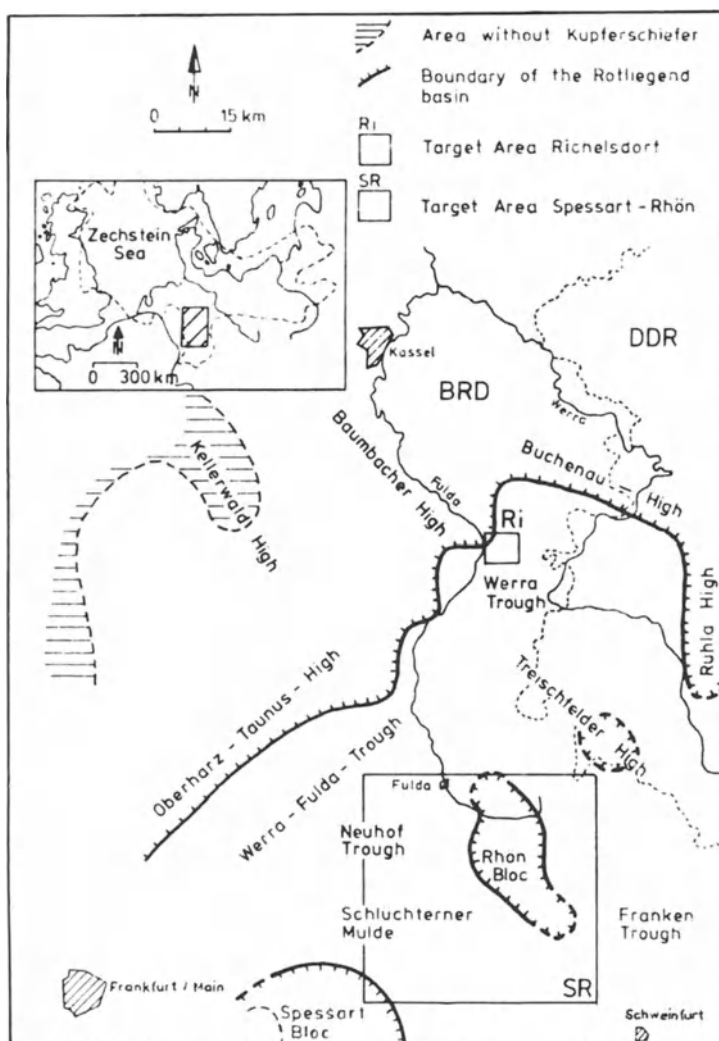 Area without Kupferschiefer
Boundary of the Rotliegend
basin
N
0 15 km
Ri
Target Area Richelsdorf
SR
Target Area Spessart-Rhön
Zechstein
Sea
N
0 300 km
DDR
Kassel
BRD
Werra
Kellerwaldt High
Baumbacher High
Fulda
Buchenau - High
Ri
Werra
Trough
Ruhla High
Treischfelder High
Oberharz - Taunus - High
Werra - Fulda - Trough
Fulda
Neuhof
Trough
Rhön
Bloc
Schluchterner
Mulde
Franken
Trough
Frankfurt / Main
SR
Spessart
Bloc
Schweinfurt